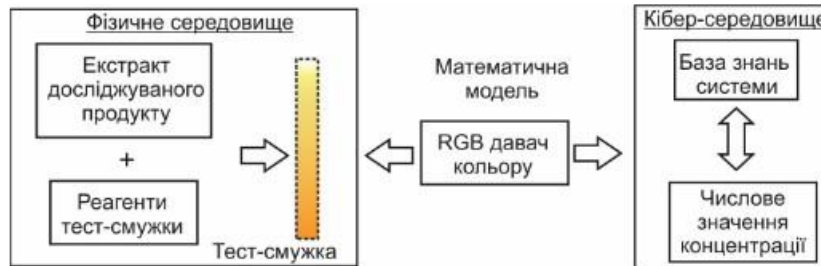 Фізичне середовище
Екстракт
досліджуваного
продукту
+
Реагенти
тест-смужки
Тест-смужка
Математична
модель
RGB давач
кольору
Кібер-середовище
База знань
системи
Числове
значення
концентрації